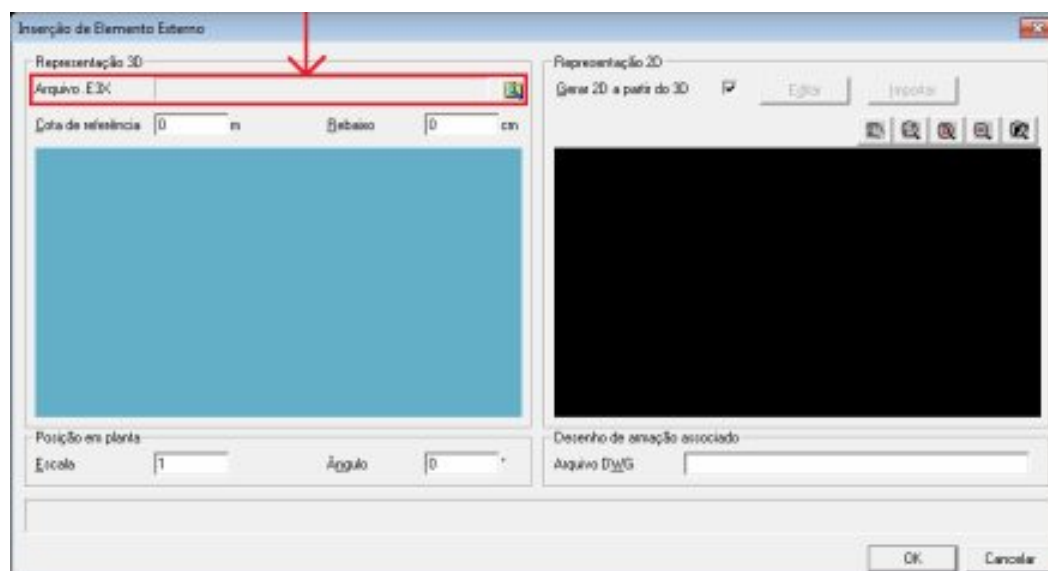 Inserção de Elemento Externo
Representação 3D
Arquivo .E3X
Cota de referência 0 m Rebaixo 0 cm
Posição em planta
Escala 1 Ângulo 0 °
Representação 2D
Gerar 2D a partir do 3D Editar Importar
Desenho de armação associado
Arquivo DWG
OK Cancelar